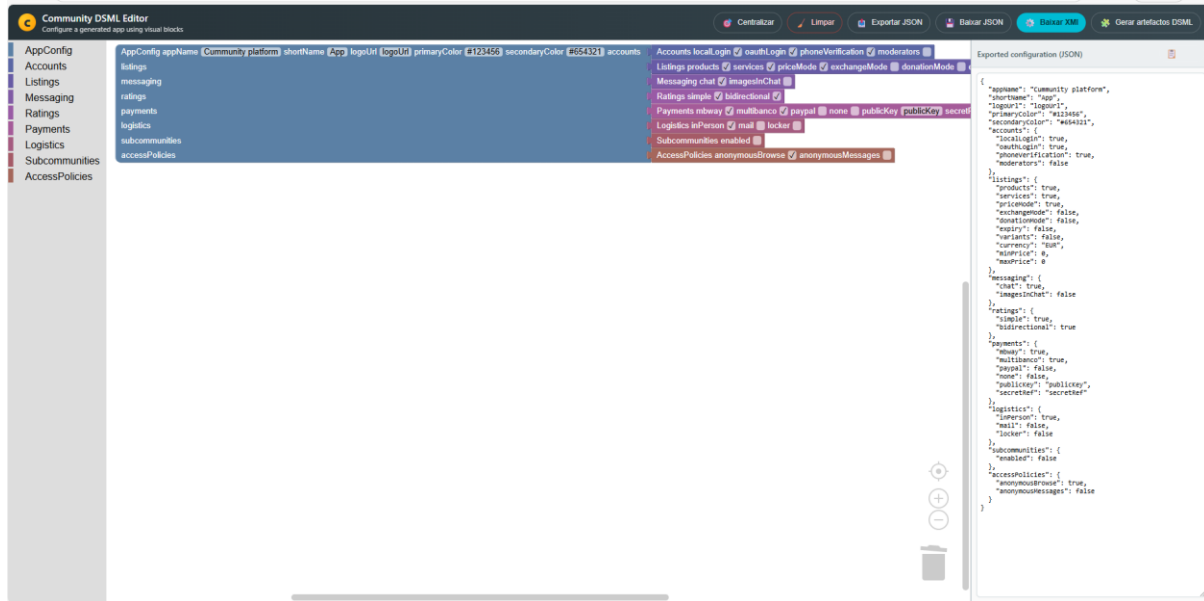 C
Community DSML Editor
Configure a generated app using visual blocks
Centralizar
Limpar
Exportar JSON
Baixar JSON
Baixar XMI
Gerar artefactos DSML
AppConfig
Accounts
Listings
Messaging
Ratings
Payments
Logistics
Subcommunities
AccessPolicies
AppConfig appName Cummunity platform shortName App logoUrl logoUrl primaryColor #123456 secondaryColor #654321 accounts
listings
messaging
ratings
payments
logistics
subcommunities
accessPolicies
Accounts localLogin oauthLogin phoneVerification moderators
Listings products services priceMode exchangeMode donationMode
Messaging chat imagesInChat
Ratings simple bidirectional
Payments mbway multibanco paypal none publicKey publicKey secretR
Logistics inPerson mail locker
Subcommunities enabled
AccessPolicies anonymousBrowse anonymousMessages
Exported configuration (JSON)
{
"appName": "Cummunity platform",
"shortName": "App",
"logoUrl": "logoUrl",
"primaryColor": "#123456",
"secondaryColor": "#654321",
"accounts": {
"localLogin": true,
"oauthLogin": true,
"phoneVerification": true,
"moderators": false
},
"listings": {
"products": true,
"services": true,
"priceMode": true,
"exchangeMode": false,
"donationMode": false,
"expiry": false,
"variants": false,
"currency": "EUR",
"minPrice": 0,
"maxPrice": 0
},
"messaging": {
"chat": true,
"imagesInChat": false
},
"ratings": {
"simple": true,
"bidirectional": true
},
"payments": {
"mbway": true,
"multibanco": true,
"paypal": false,
"none": false,
"publicKey": "publicKey",
"secretRef": "secretRef"
},
"logistics": {
"inPerson": true,
"mail": false,
"locker": false
},
"subcommunities": {
"enabled": false
},
"accessPolicies": {
"anonymousBrowse": true,
"anonymousMessages": false
}
}